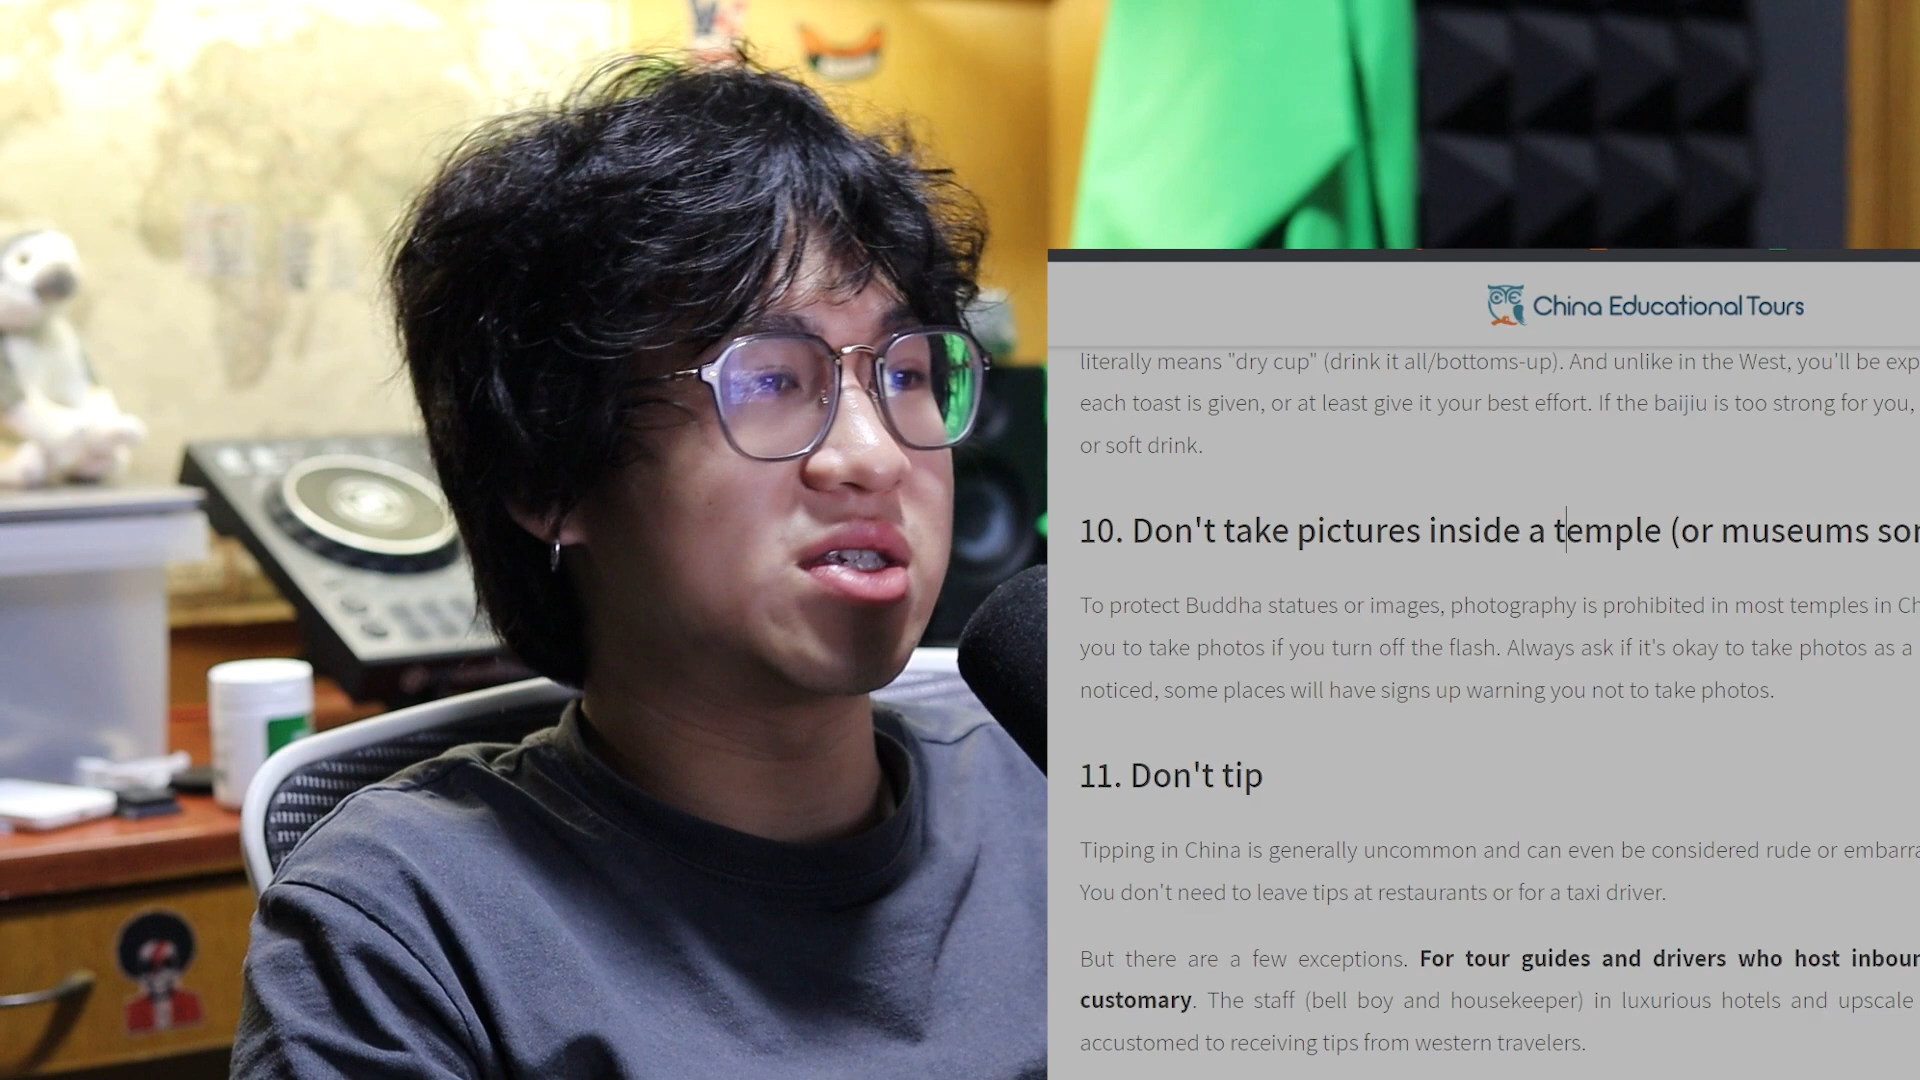 China Educational Tours
literally means "dry cup" (drink it all/bottoms-up). And unlike in the West, you'll be
each toast is given, or at least give it your best effort. If the baijiu is too strong for you,
or soft drink.
10. Don't take pictures inside a temple (or museums
To protect Buddha statues or images, photography is prohibited in most temples in
you to take photos if you turn off the flash. Always ask if it's okay to take photos as a
noticed, some places will have signs up warning you not to take photos.
11. Don't tip
Tipping in China is generally uncommon and can even be considered rude or
You don't need to leave tips at restaurants or for a taxi driver.
But there are a few exceptions. For tour guides and drivers who host
customary. The staff (bell boy and housekeeper) in luxurious hotels and upscale
accustomed to receiving tips from western travelers.